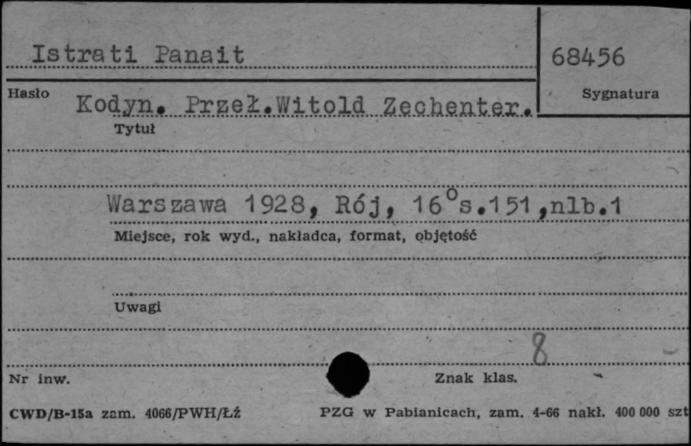 Istrati Panait
68456
Hasło
Sygnatura
Kodyn. Przeł.Witold Zechenter.
Tytuł
Warszawa 1928, Rój, 16°s.151,nlb.1
Miejsce, rok wyd., nakładca, format, objętość
Uwagi
8
Nr inw.
Znak klas.
CWD/B-15a zam. 4066/PWH/Łź
PZG w Pabianicach, zam. 4-66 nakł. 400 000 szt